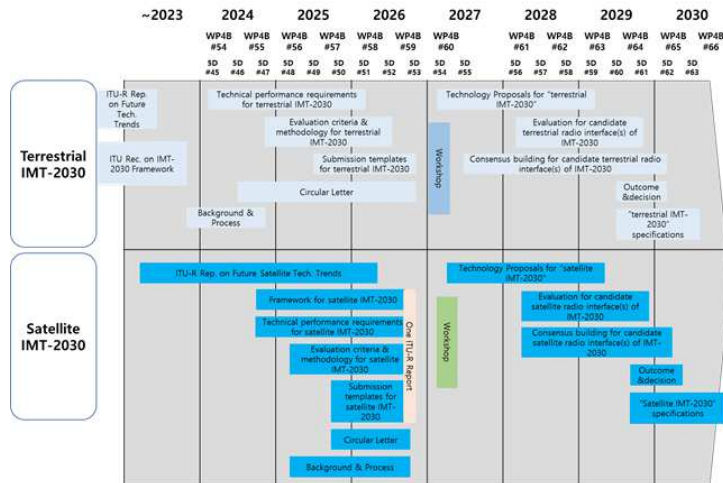 ~2023 2024 2025 2026 2027 2028 2029 2030
WP4B WP4B WP4B WP4B WP4B WP4B WP4B WP4B WP4B WP4B WP4B WP4B WP4B
#54 #55 #56 #57 #58 #59 #60 #61 #62 #63 #64 #65 #66
5D 5D 5D 5D 5D 5D 5D 5D 5D 5D 5D 5D 5D 5D 5D 5D 5D 5D 5D
#45 #46 #47 #48 #49 #50 #51 #52 #53 #54 #55 #56 #57 #58 #59 #60 #61 #62 #63
Terrestrial
IMT-2030
ITU-R Rep.
on Future
Tech.
Trends
ITU Rec. on IMT-
2030 Framework
Technical performance requirements
for terrestrial IMT-2030
Evaluation criteria &
methodology for terrestrial
IMT-2030
Submission templates
for terrestrial IMT-2030
Circular Letter
Background &
Process
Workshop
Technology Proposals for "terrestrial
IMT-2030"
Evaluation for candidate
terrestrial radio interface(s) of
IMT-2030
Consensus building for candidate terrestrial radio
interface(s) of IMT-2030
Outcome
&decision
"terrestrial IMT-
2030"
specifications
Satellite
IMT-2030
ITU-R Rep. on Future Satellite Tech. Trends
Framework for satellite IMT-2030
Technical performance requirements
for satellite IMT-2030
Evaluation criteria &
methodology for satellite
IMT-2030
Submission
templates for
satellite IMT-
2030
Circular Letter
Background & Process
One ITU-R Report
Workshop
Technology Proposals for "satellite
IMT-2030"
Evaluation for candidate
satellite radio interface(s) of
IMT-2030
Consensus building for candidate
satellite radio interface(s) of IMT-
2030
Outcome
&decision
"Satellite IMT-2030"
specifications